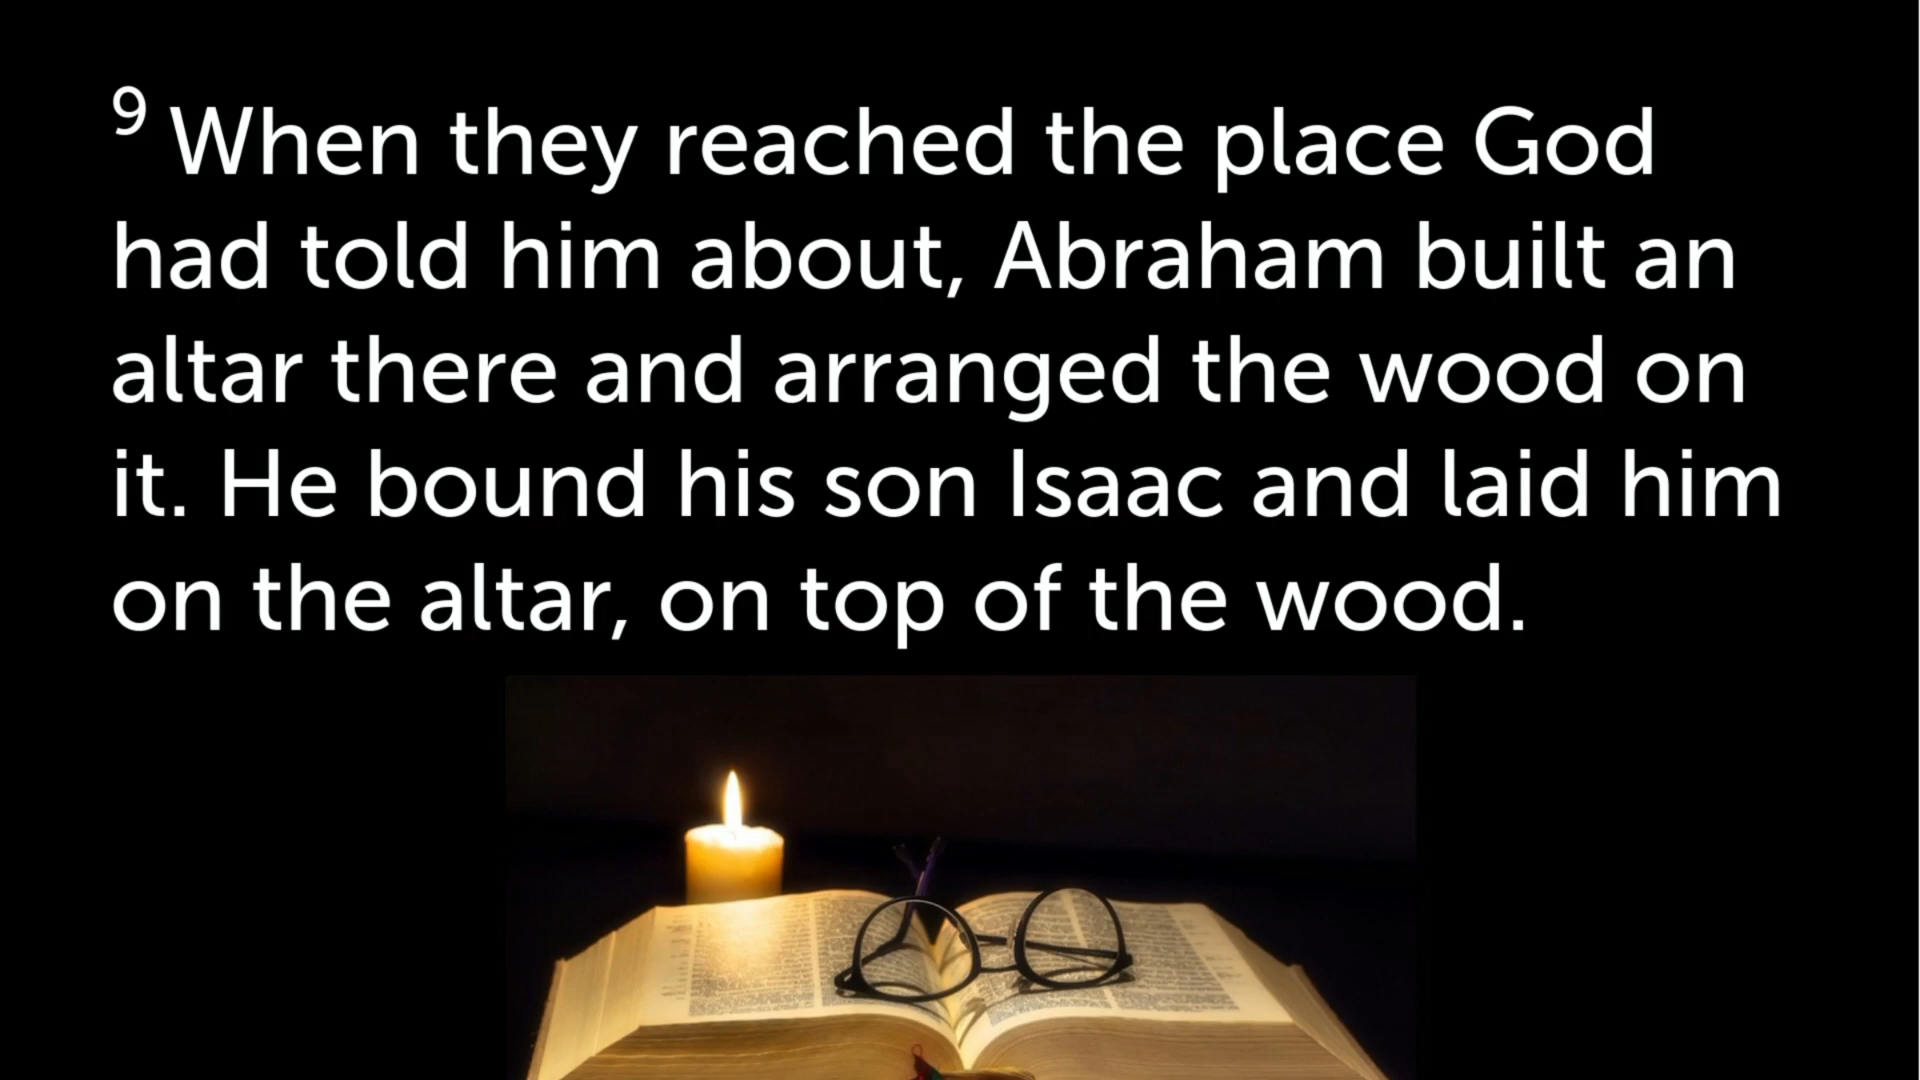 9 When they reached the place God
had told him about, Abraham built an
altar there and arranged the wood on
it. He bound his son Isaac and laid him
on the altar, on top of the wood.